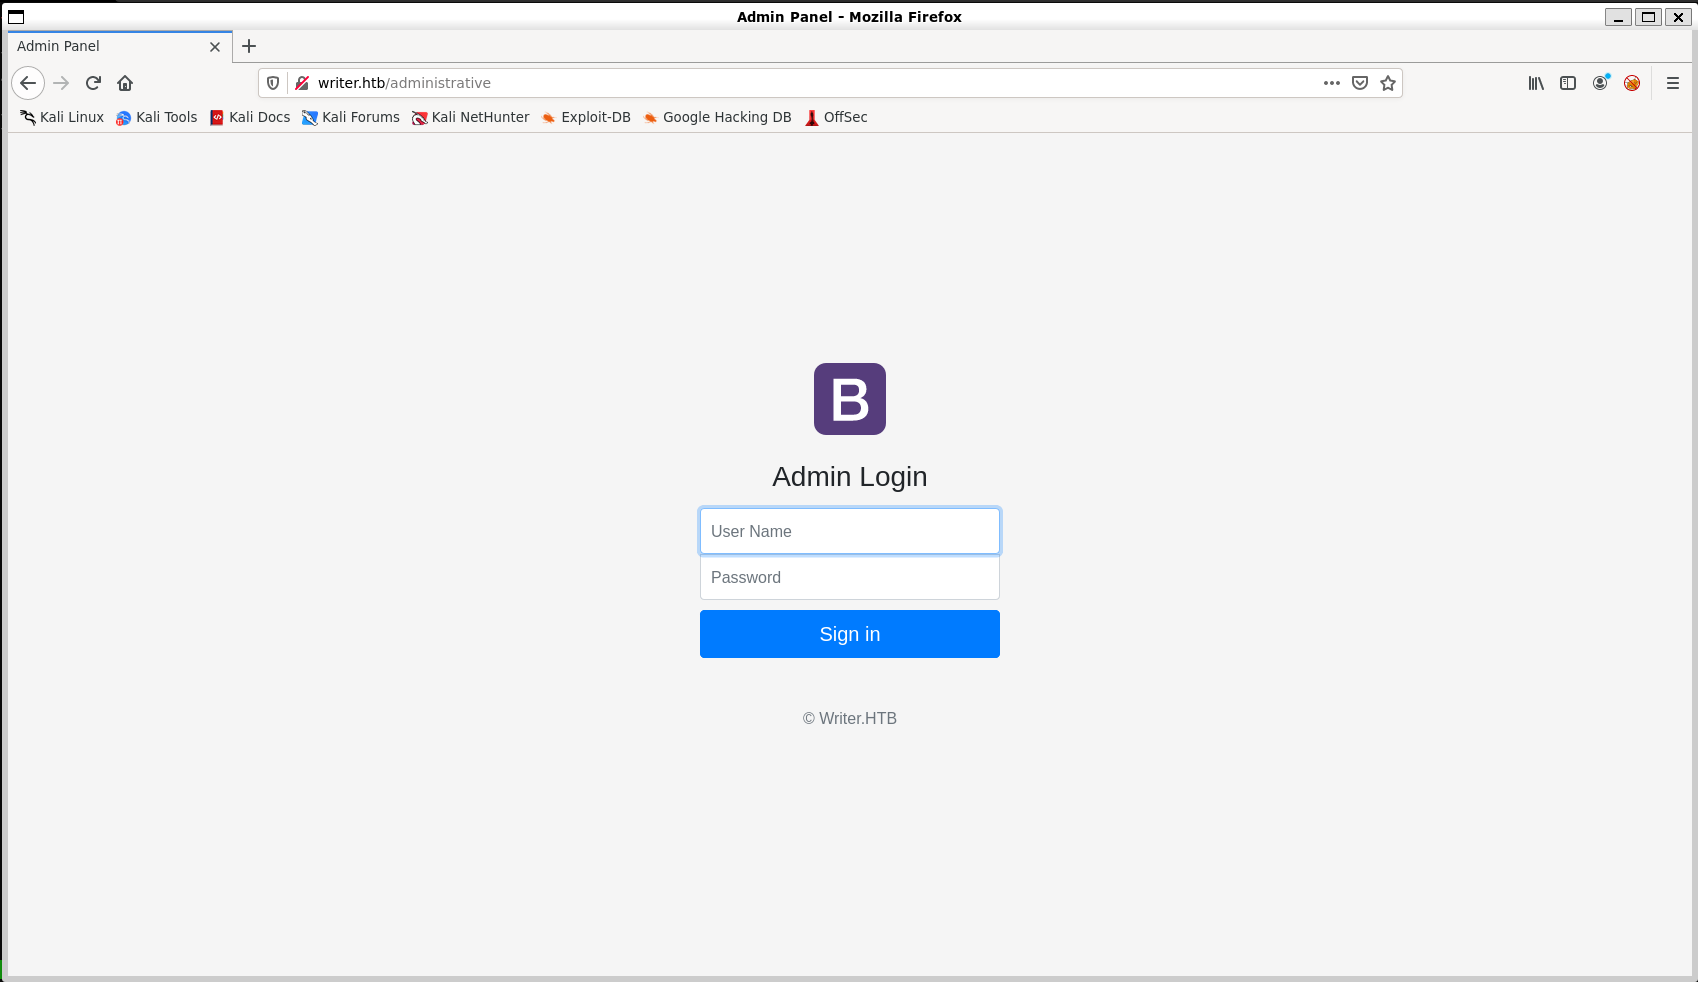 Admin Panel - Mozilla Firefox
Admin Panel
writer.htb/administrative
Kali Linux Kali Tools Kali Docs Kali Forums Kali NetHunter Exploit-DB Google Hacking DB OffSec
B
Admin Login
User Name
Password
Sign in
© Writer.HTB